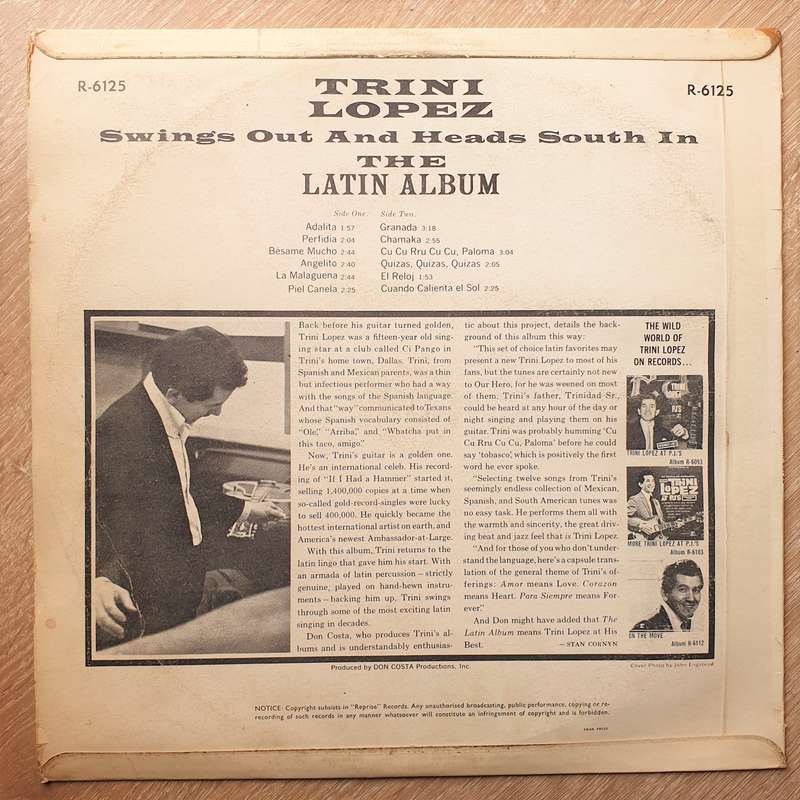 R-6125
R-6125
TRINI
LOPEZ
Swings Out And Heads South In
THE
LATIN ALBUM
Side One.
Adalita 1:57
Perfidia 2:04
Bésame Mucho 2:44
Angelito 2:40
La Malaguena 2:44
Piel Canela 2:25
Side Two.
Granada 3:18
Chamaka 2:55
Cu Cu Rru Cu Cu, Paloma 3:04
Quizas, Quizas, Quizas 2:05
El Reloj 1:53
Cuando Calienta el Sol 2:25
Back before his guitar turned golden,
Trini Lopez was a fifteen-year old sing-
ing star at a club called Ci Pango in
Trini's home town, Dallas. Trini, from
Spanish and Mexican parents, was a thin
but infectious performer who had a way
with the songs of the Spanish language.
And that "way" communicated to Texans
whose Spanish vocabulary consisted of
"Ole," "Arriba," and "Whatcha put in
this taco, amigo."
Now, Trini's guitar is a golden one.
He's an international celeb. His record-
ing of "If I Had a Hammer" started it,
selling 1,400,000 copies at a time when
so-called gold-record-singles were lucky
to sell 400,000. He quickly became the
hottest international artist on earth, and
America's newest Ambassador-at-Large.
With this album, Trini returns to the
latin lingo that gave him his start. With
an armada of latin percussion – strictly
genuine, played on hand-hewn instru-
ments – backing him up, Trini swings
through some of the most exciting latin
singing in decades.
Don Costa, who produces Trini's al-
bums and is understandably enthusias-
tic about this project, details the back-
ground of this album this way:
"This set of choice latin favorites may
present a new Trini Lopez to most of his
fans, but the tunes are certainly not new
to Our Hero, for he was weened on most
of them. Trini's father, Trinidad Sr.,
could be heard at any hour of the day or
night singing and playing them on his
guitar. Trini was probably humming 'Cu
Cu Rru Cu Cu, Paloma' before he could
say 'tobasco', which is positively the first
word he ever spoke.
"Selecting twelve songs from Trini's
seemingly endless collection of Mexican,
Spanish, and South American tunes was
no easy task. He performs them all with
the warmth and sincerity, the great driv-
ing beat and jazz feel that is Trini Lopez.
"And for those of you who don't under-
stand the language, here's a capsule trans-
lation of the general theme of Trini's of-
ferings: Amor means Love. Corazon
means Heart. Para Siempre means For-
ever."
And Don might have added that The
Latin Album means Trini Lopez at His
Best. – STAN CORNYN
THE WILD
WORLD OF
TRINI LOPEZ
ON RECORDS...
TRINI LOPEZ AT P.J.'S
Album R-6093
TRINI
LOPEZ
AT PJ'S
MORE TRINI LOPEZ AT P.J.'S
Album R-6103
ON THE MOVE
Album R-6112
Produced by DON COSTA Productions, Inc.
Cover Photo by John Engstead
NOTICE: Copyright subsists in "Reprise" Records. Any unauthorised broadcasting, public performance, copying or re-
recording of such records in any manner whatsoever will constitute an infringement of copyright and is forbidden.